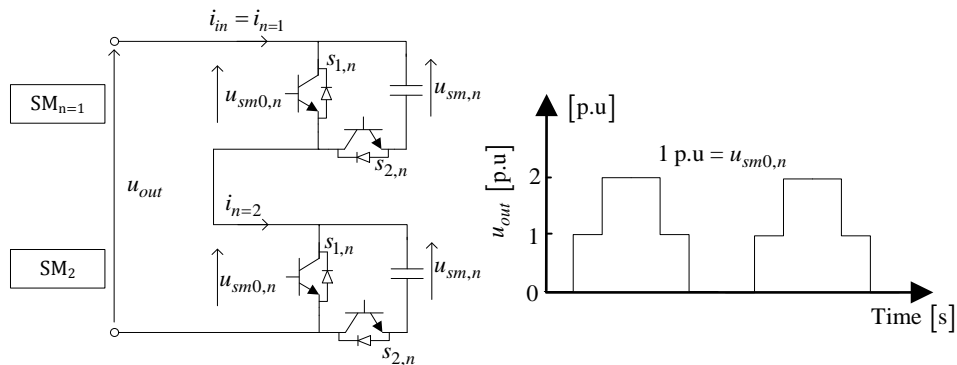 i_in = i_n=1
s_1,n
SM_n=1
u_sm0,n
u_sm,n
s_2,n
u_out
i_n=2
s_1,n
SM_2
u_sm0,n
u_sm,n
s_2,n
[p.u]
1 p.u = u_sm0,n
u_out [p.u]
2
1
0
Time [s]